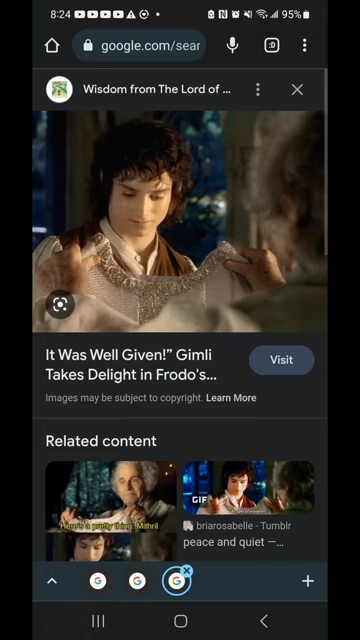 8:24
95%
google.com/sear
:D
Wisdom from The Lord of ...
It Was Well Given!” Gimli
Takes Delight in Frodo's...
Visit
Images may be subject to copyright. Learn More
Related content
Here's a pretty thing. Mithril
GIF
briarosabelle - Tumblr
peace and quiet —...